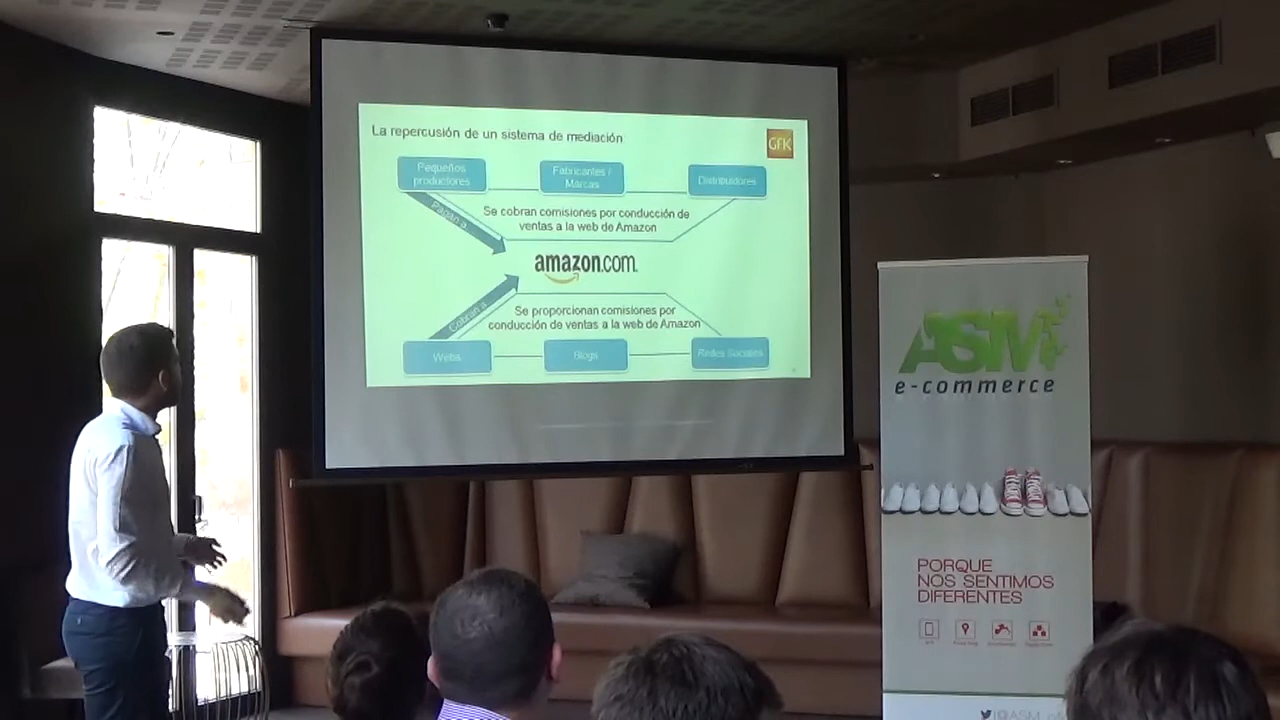 La repercusión de un sistema de mediación
GfK
Pequeños
productores
Fabricantes /
Marcas
Distribuidores
Pagan a
Se cobran comisiones por conducción de
ventas a la web de Amazon
amazon.com
Cobran a
Se proporcionan comisiones por
conducción de ventas a la web de Amazon
Webs
Blogs
Redes Sociales
ASM
e-commerce
PORQUE
NOS SENTIMOS
DIFERENTES